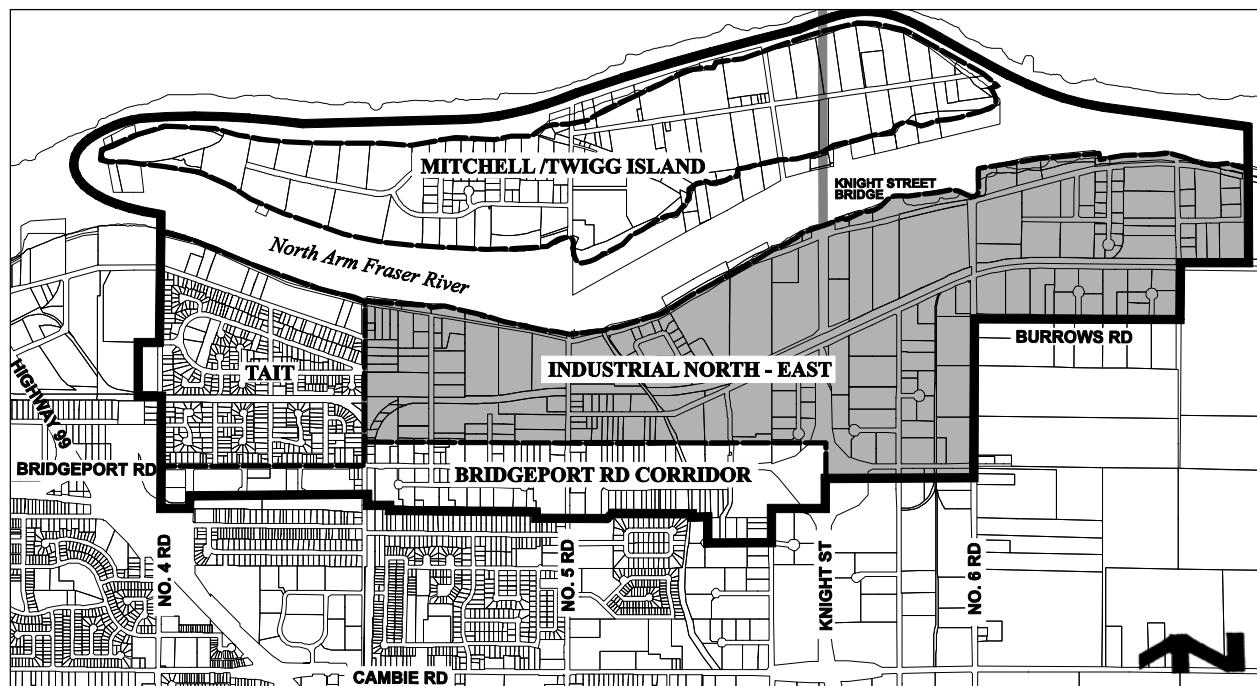 MITCHELL /TWIGG ISLAND
KNIGHT STREET
BRIDGE
North Arm Fraser River
BURROWS RD
TAIT
INDUSTRIAL NORTH - EAST
HIGHWAY 99
BRIDGEPORT RD
BRIDGEPORT RD CORRIDOR
NO. 4 RD
NO. 5 RD
KNIGHT ST
NO. 6 RD
CAMBIE RD
N